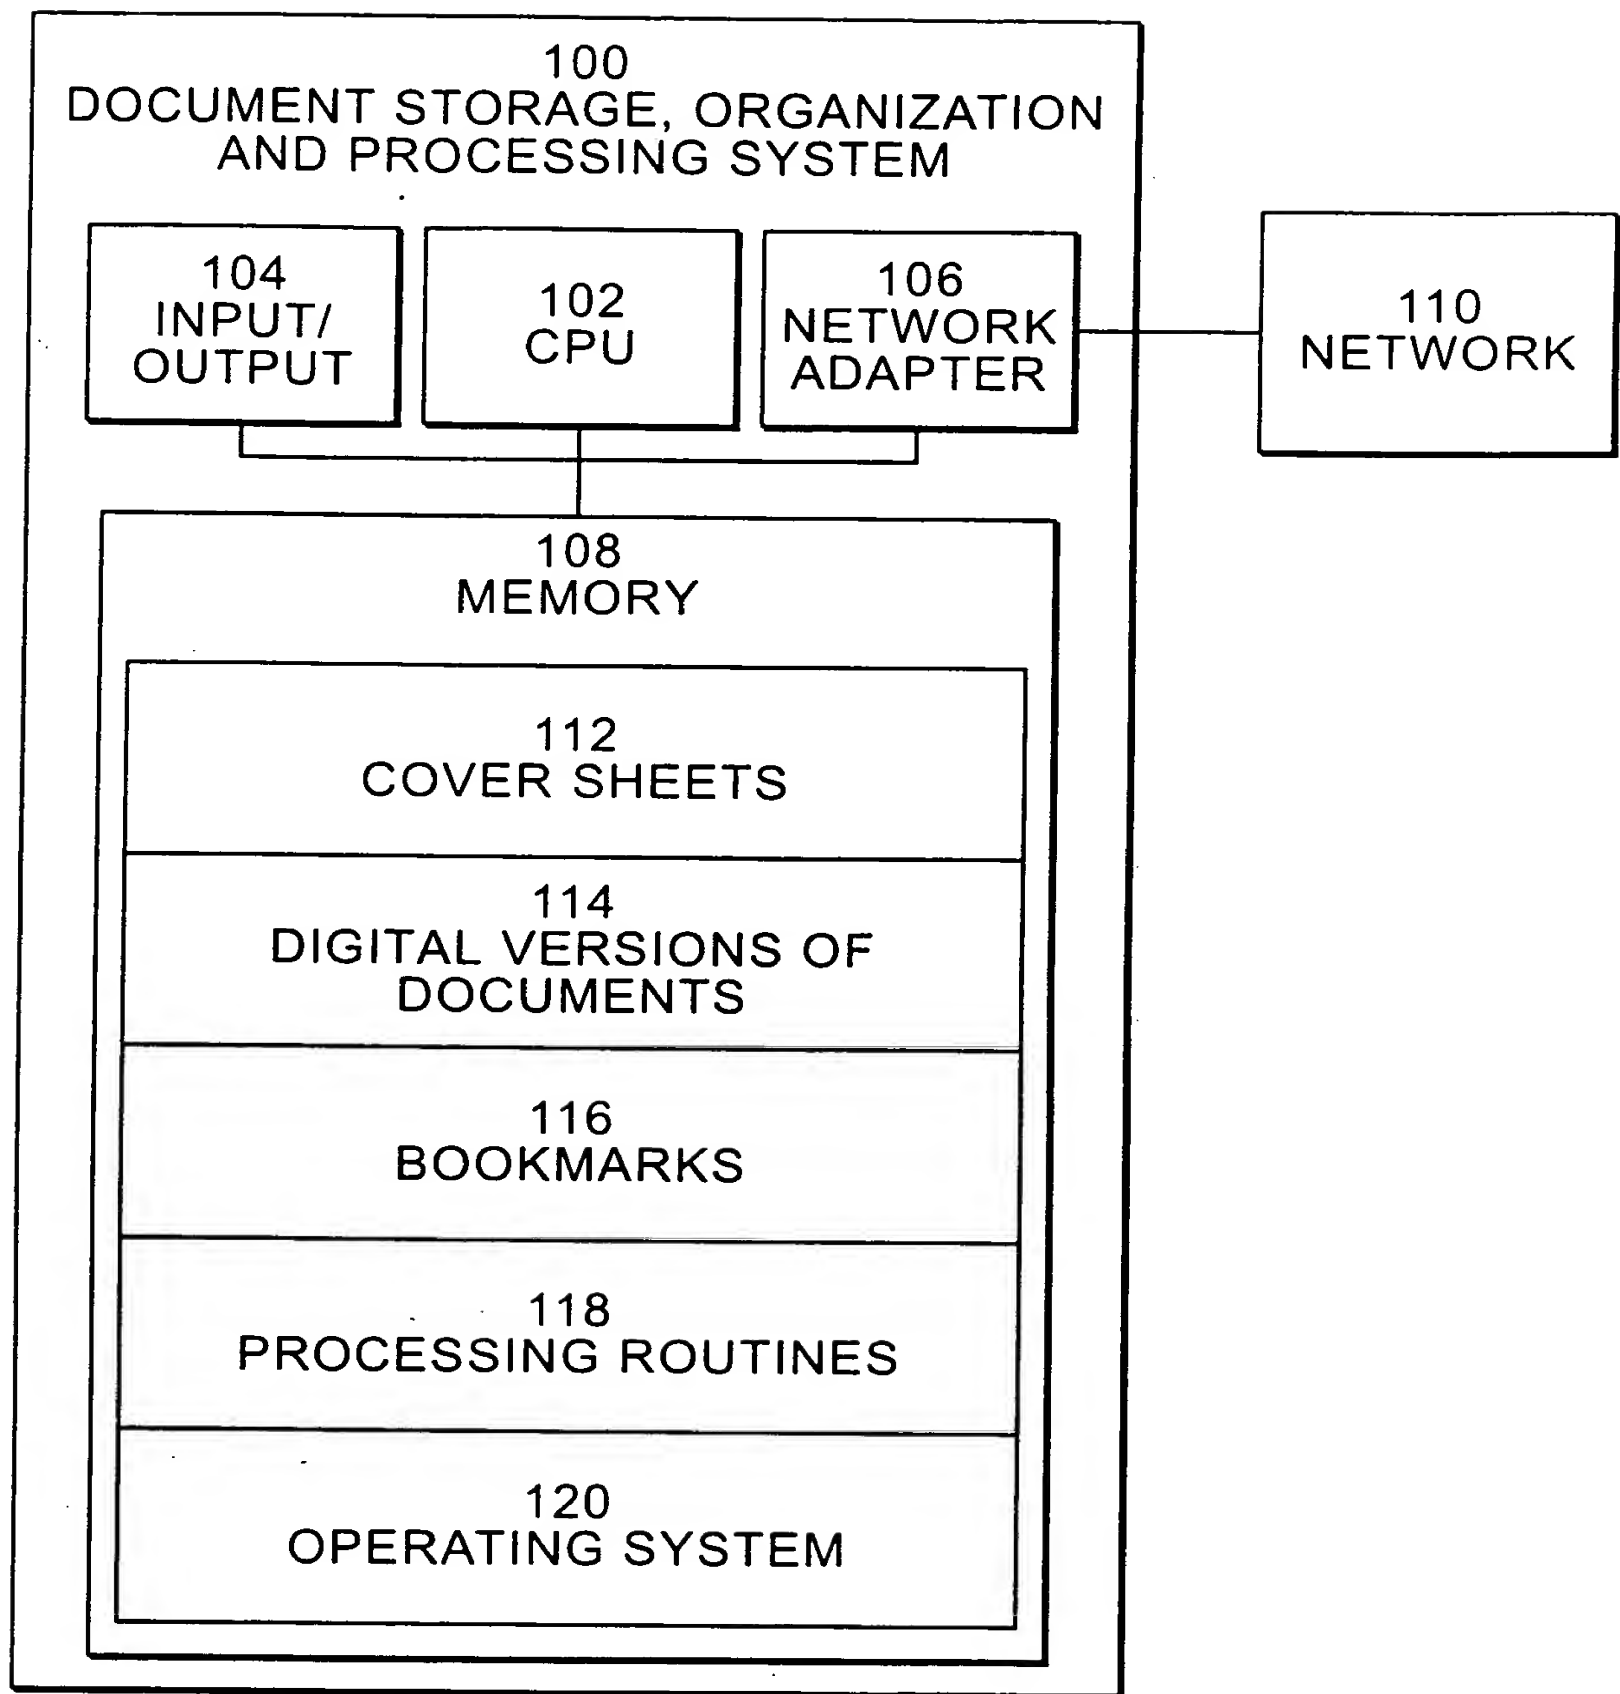 100
DOCUMENT STORAGE, ORGANIZATION
AND PROCESSING SYSTEM
104
INPUT/
OUTPUT
102
CPU
106
NETWORK
ADAPTER
110
NETWORK
108
MEMORY
112
COVER SHEETS
114
DIGITAL VERSIONS OF
DOCUMENTS
116
BOOKMARKS
118
PROCESSING ROUTINES
120
OPERATING SYSTEM